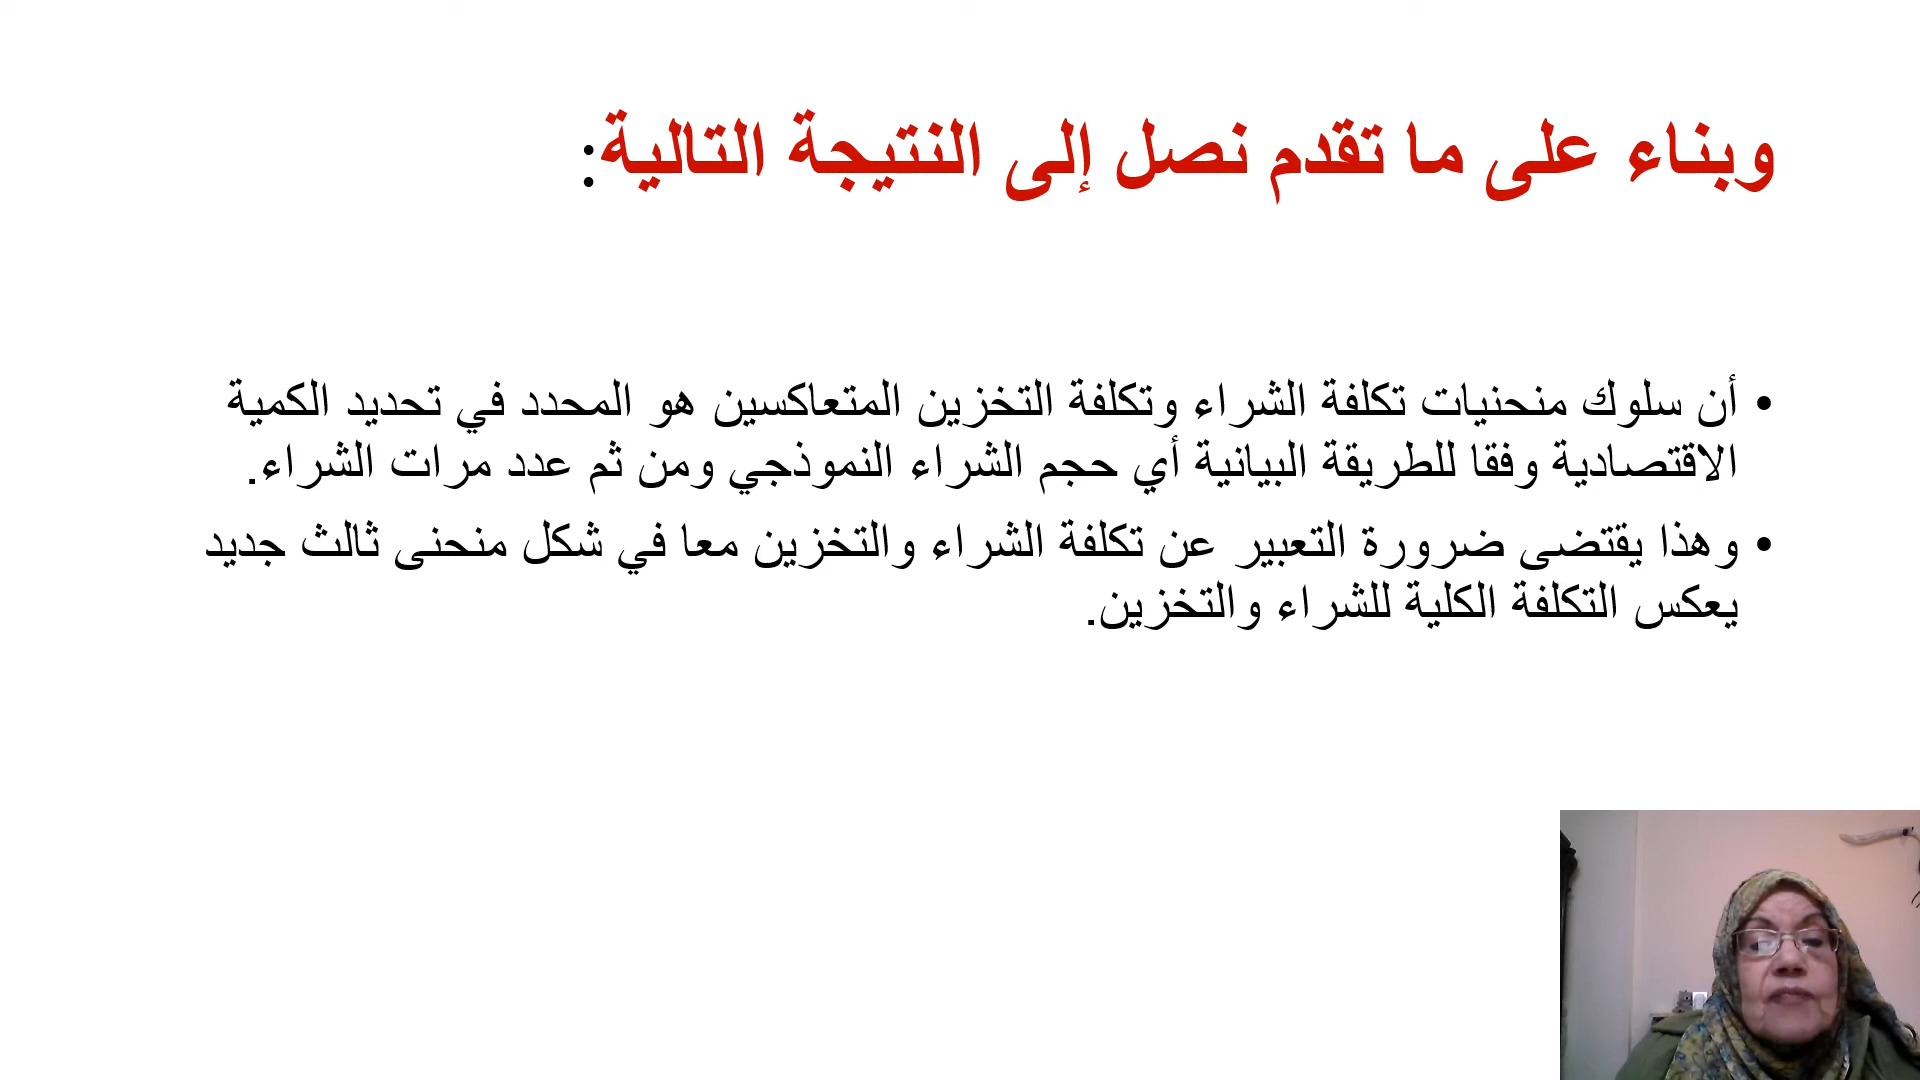 وبناء على ما تقدم نصل إلى النتيجة التالية:
• أن سلوك منحنيات تكلفة الشراء وتكلفة التخزين المتعاكسين هو المحدد في تحديد الكمية
الاقتصادية وفقا للطريقة البيانية أي حجم الشراء النموذجي ومن ثم عدد مرات الشراء.
• وهذا يقتضى ضرورة التعبير عن تكلفة الشراء والتخزين معا في شكل منحنى ثالث جديد
يعكس التكلفة الكلية للشراء والتخزين.